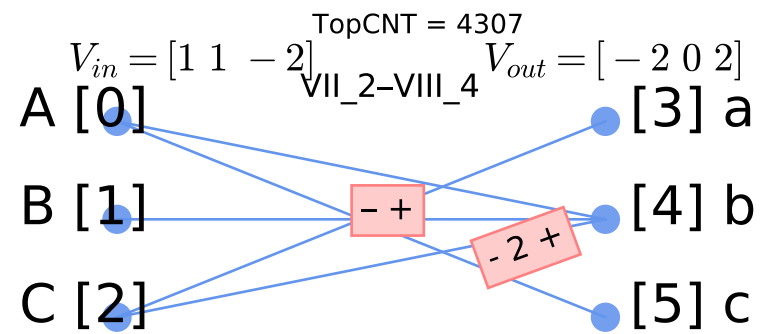 TopCNT = 4307
V_in = [1 1 − 2] V_out = [− 2 0 2]
VII_2–VIII_4
A [0] [3] a
– +
B [1] [4] b
- 2 +
C [2] [5] c